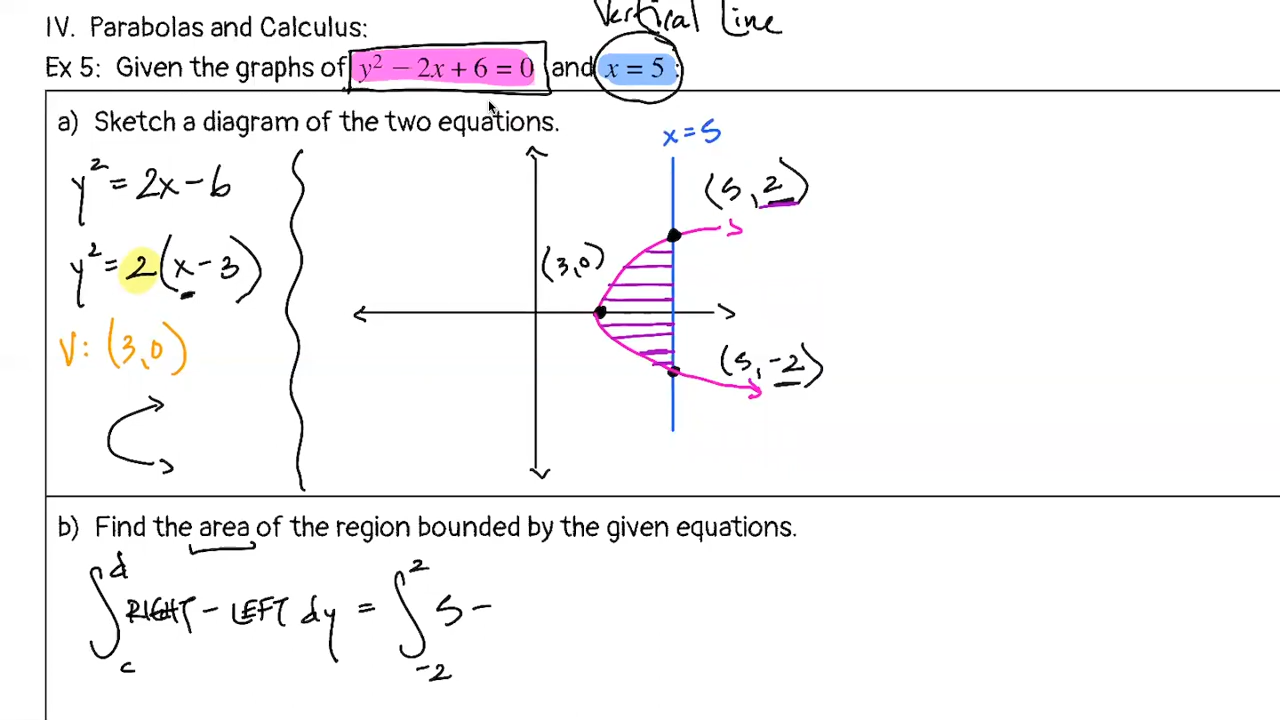 Vertical Line
IV. Parabolas and Calculus:
Ex 5: Given the graphs of y² − 2x + 6 = 0 and x = 5:
a) Sketch a diagram of the two equations.
y² = 2x − 6
y² = 2(x − 3)
V: (3,0)
x = 5
(5, 2)
(3,0)
(5, −2)
b) Find the area of the region bounded by the given equations.
∫_c^d RIGHT − LEFT dy = ∫_{-2}^2 5 −